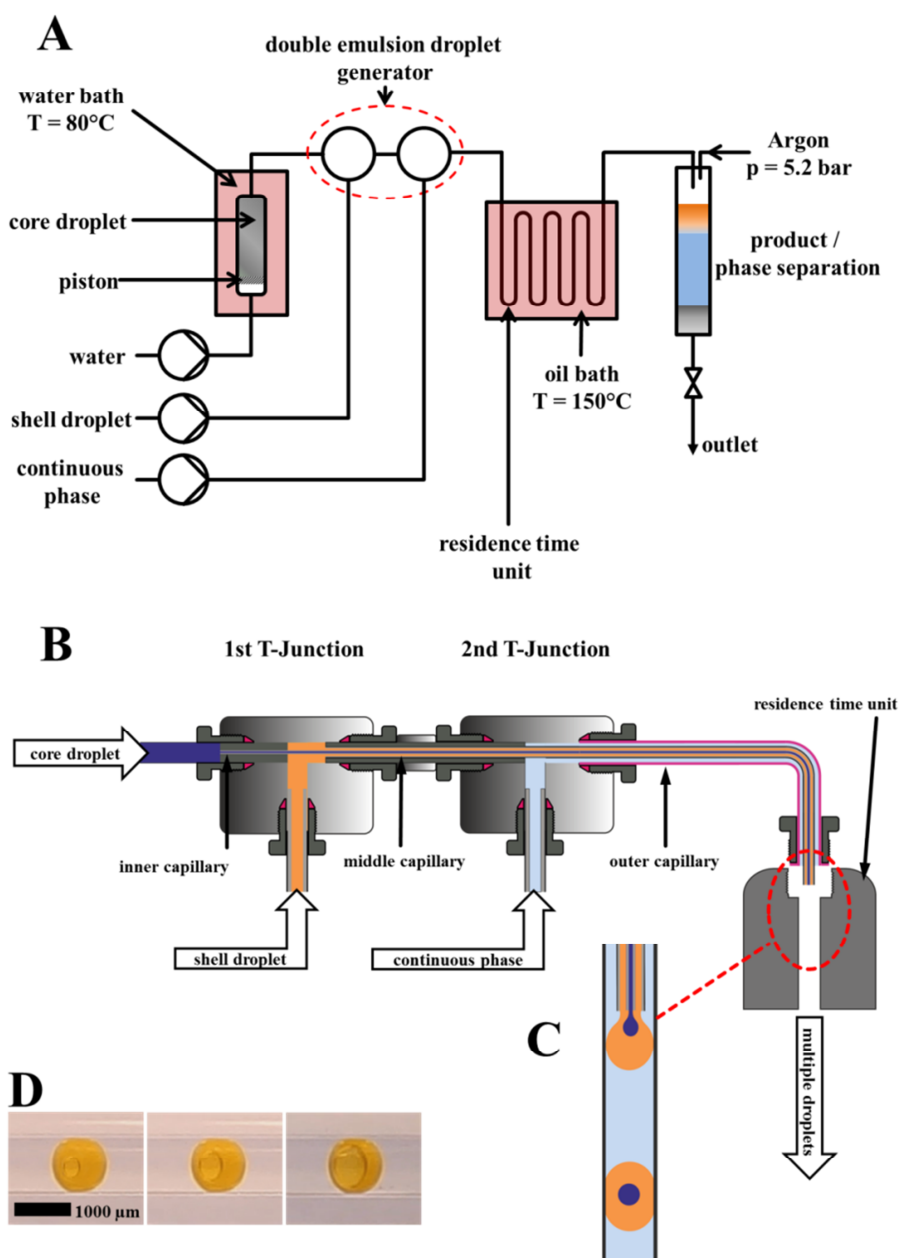 A
double emulsion droplet
generator
water bath
T = 80°C
Argon
p = 5.2 bar
core droplet
product /
phase separation
piston
water
oil bath
T = 150°C
shell droplet
outlet
continuous
phase
residence time
unit
B
1st T-Junction
2nd T-Junction
residence time unit
core droplet
inner capillary
middle capillary
outer capillary
shell droplet
continuous phase
C
multiple droplets
D
1000 µm